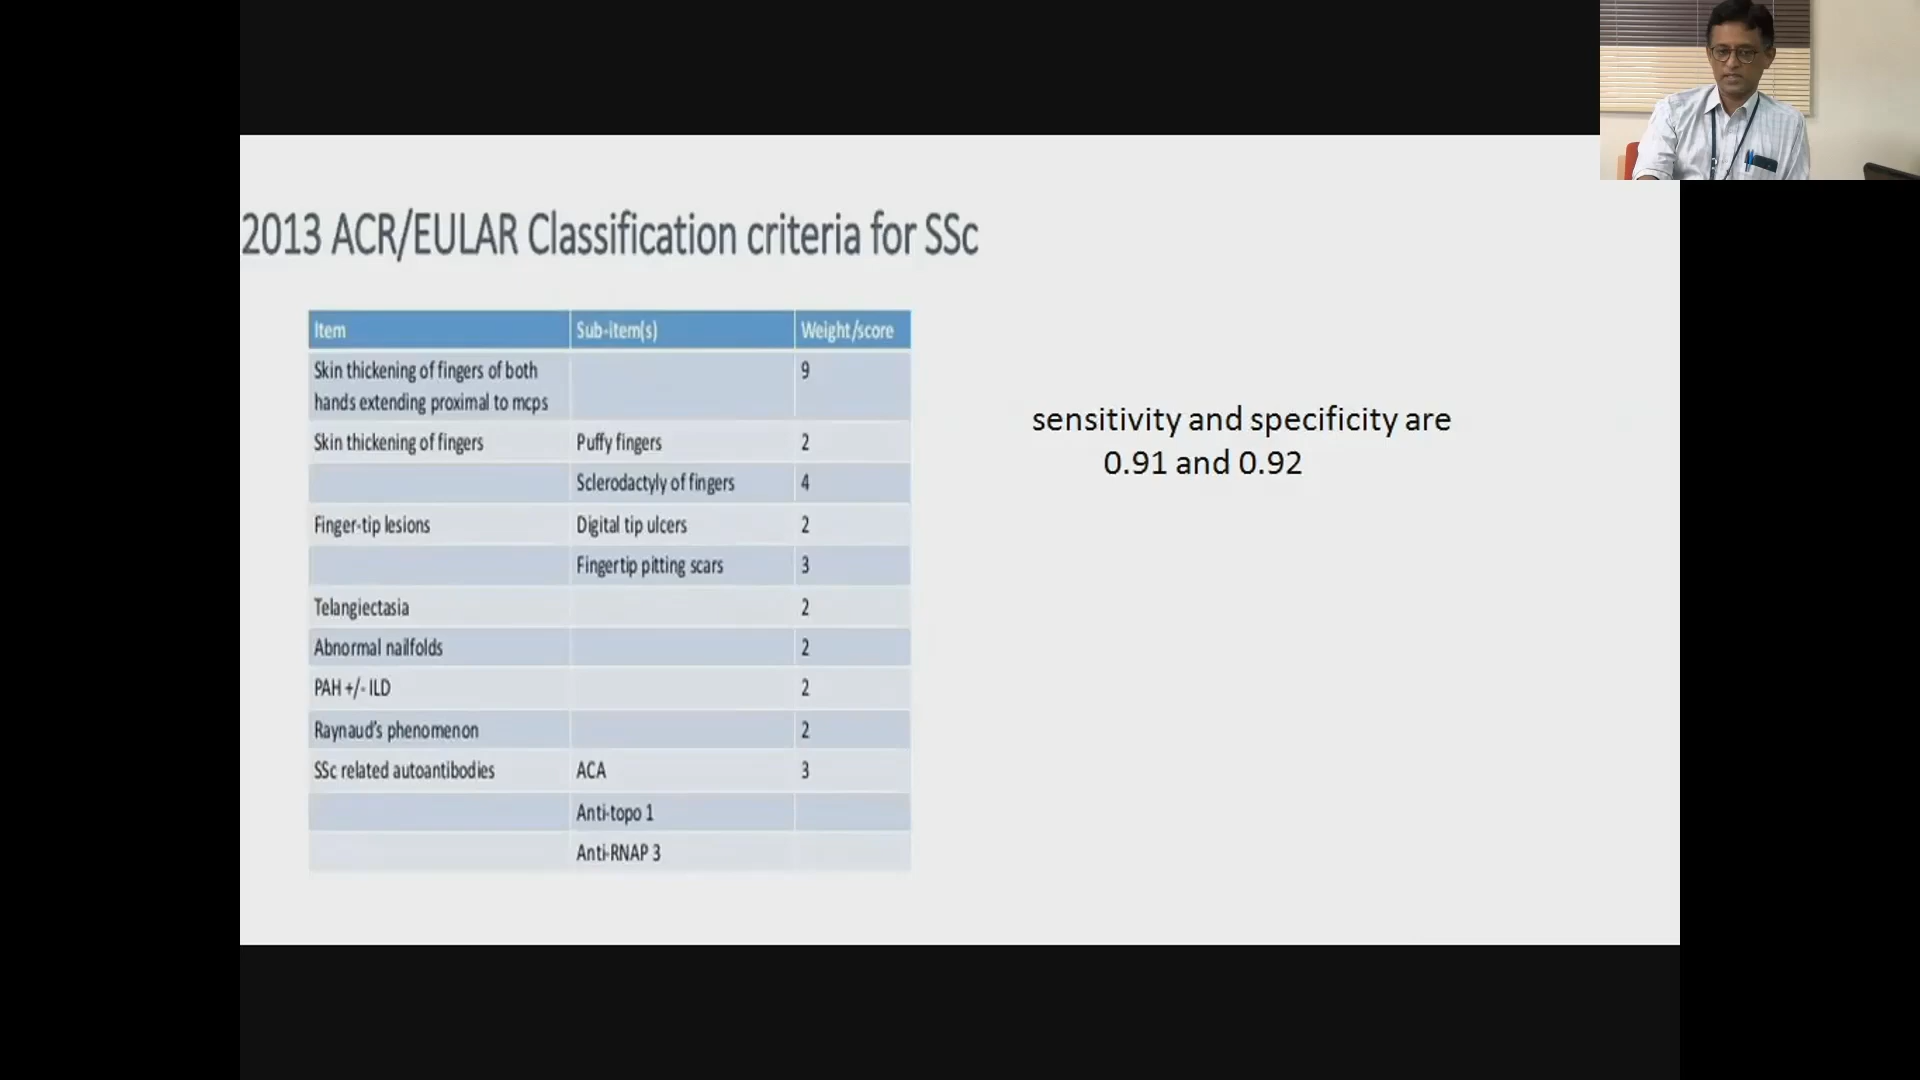 2013 ACR/EULAR Classification criteria for SSc
Item Sub-item(s) Weight/score
Skin thickening of fingers of both 9
hands extending proximal to mcps
Skin thickening of fingers Puffy fingers 2
Sclerodactyly of fingers 4
Finger-tip lesions Digital tip ulcers 2
Fingertip pitting scars 3
Telangiectasia 2
Abnormal nailfolds 2
PAH +/- ILD 2
Raynaud's phenomenon 2
SSc related autoantibodies ACA 3
Anti-topo 1
Anti-RNAP 3
sensitivity and specificity are
0.91 and 0.92